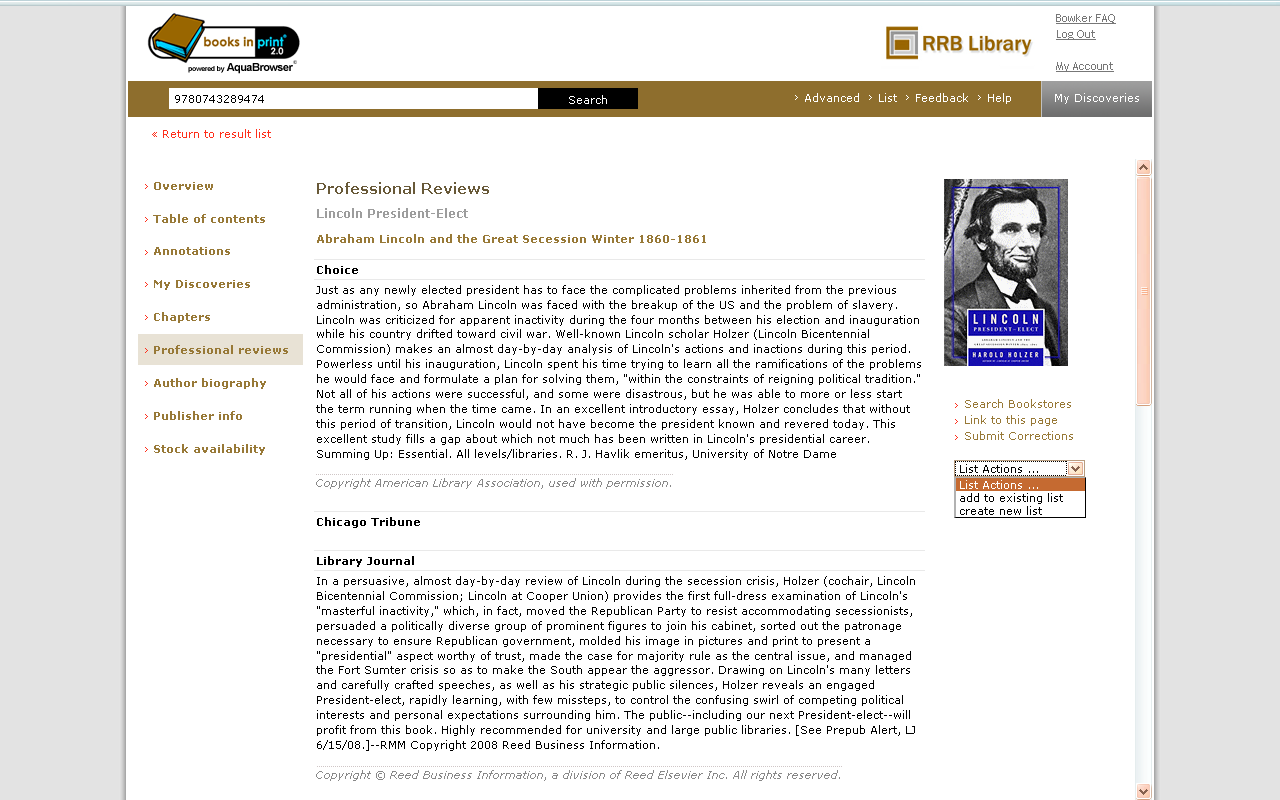 books in print 2.0
powered by AquaBrowser
RRB Library
Bowker FAQ
Log Out
My Account
9780743289474
Search
Advanced
List
Feedback
Help
My Discoveries
« Return to result list
Overview
Table of contents
Annotations
My Discoveries
Chapters
Professional reviews
Author biography
Publisher info
Stock availability
Professional Reviews
Lincoln President-Elect
Abraham Lincoln and the Great Secession Winter 1860-1861
Choice
Just as any newly elected president has to face the complicated problems inherited from the previous
administration, so Abraham Lincoln was faced with the breakup of the US and the problem of slavery.
Lincoln was criticized for apparent inactivity during the four months between his election and inauguration
while his country drifted toward civil war. Well-known Lincoln scholar Holzer (Lincoln Bicentennial
Commission) makes an almost day-by-day analysis of Lincoln's actions and inactions during this period.
Powerless until his inauguration, Lincoln spent his time trying to learn all the ramifications of the problems
he would face and formulate a plan for solving them, "within the constraints of reigning political tradition."
Not all of his actions were successful, and some were disastrous, but he was able to more or less start
the term running when the time came. In an excellent introductory essay, Holzer concludes that without
this period of transition, Lincoln would not have become the president known and revered today. This
excellent study fills a gap about which not much has been written in Lincoln's presidential career.
Summing Up: Essential. All levels/libraries. R. J. Havlik emeritus, University of Notre Dame
Copyright American Library Association, used with permission.
Chicago Tribune
Library Journal
In a persuasive, almost day-by-day review of Lincoln during the secession crisis, Holzer (cochair, Lincoln
Bicentennial Commission; Lincoln at Cooper Union) provides the first full-dress examination of Lincoln's
"masterful inactivity," which, in fact, moved the Republican Party to resist accommodating secessionists,
persuaded a politically diverse group of prominent figures to join his cabinet, sorted out the patronage
necessary to ensure Republican government, molded his image in pictures and print to present a
"presidential" aspect worthy of trust, made the case for majority rule as the central issue, and managed
the Fort Sumter crisis so as to make the South appear the aggressor. Drawing on Lincoln's many letters
and carefully crafted speeches, as well as his strategic public silences, Holzer reveals an engaged
President-elect, rapidly learning, with few missteps, to control the confusing swirl of competing political
interests and personal expectations surrounding him. The public--including our next President-elect--will
profit from this book. Highly recommended for university and large public libraries. [See Prepub Alert, LJ
6/15/08.]--RMM Copyright 2008 Reed Business Information.
Copyright © Reed Business Information, a division of Reed Elsevier Inc. All rights reserved.
LINCOLN
PRESIDENT-ELECT
HAROLD HOLZER
Search Bookstores
Link to this page
Submit Corrections
List Actions ...
List Actions ...
add to existing list
create new list